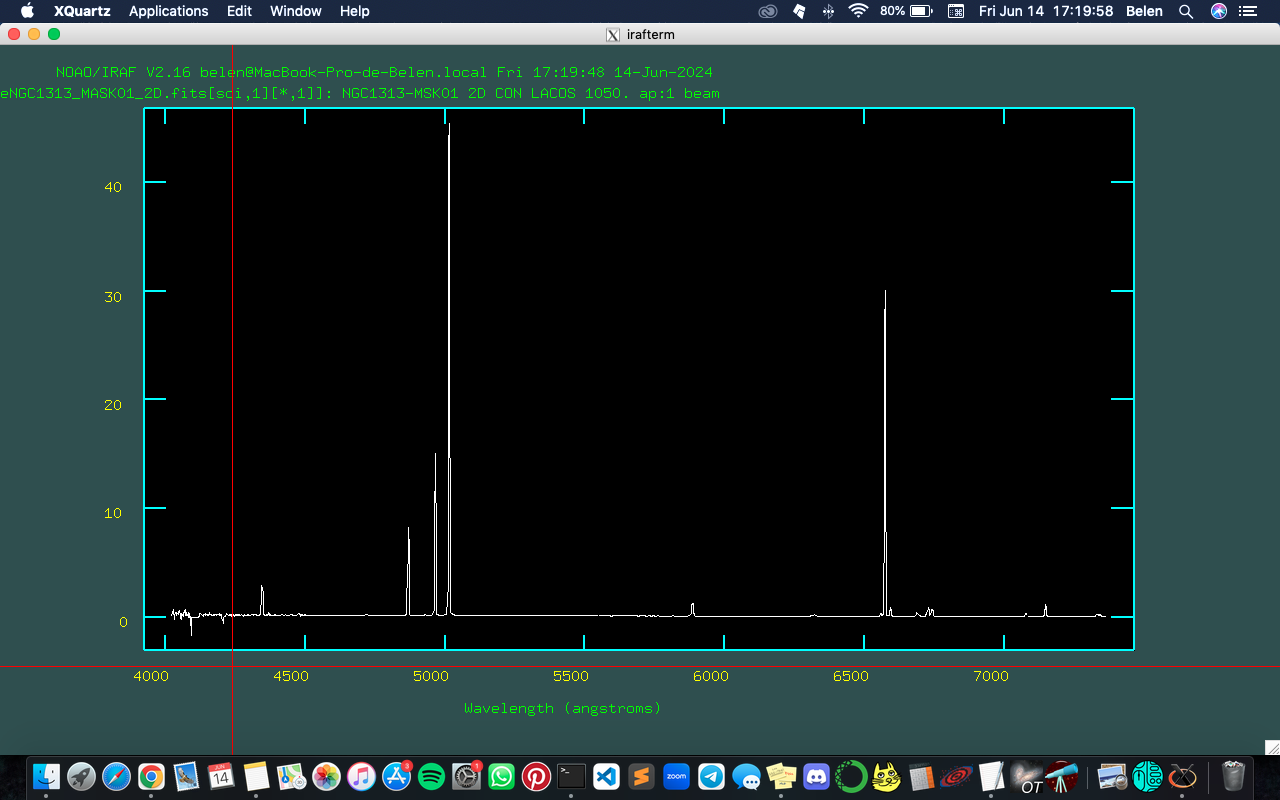 XQuartz Applications Edit Window Help 80% Fri Jun 14 17:19:58 Belen
irafterm
NOAO/IRAF V2.16 belen@MacBook-Pro-de-Belen.local Fri 17:19:48 14-Jun-2024
eNGC1313_MASK01_2D.fits[sci,1][*,1]]: NGC1313-MSK01 2D CON LACOS 1050. ap:1 beam
40
30
20
10
0
4000 4500 5000 5500 6000 6500 7000
Wavelength (angstroms)
JUN 14 3 1 zoom OT